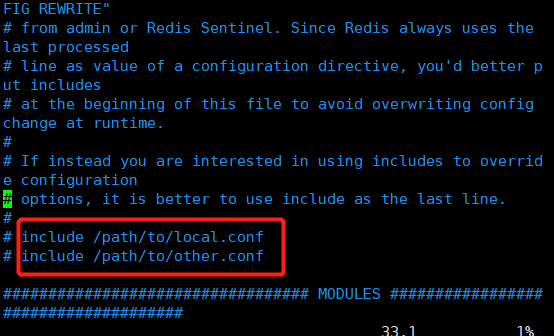 FIG REWRITE"
# from admin or Redis Sentinel. Since Redis always uses the
last processed
# line as value of a configuration directive, you'd better p
ut includes
# at the beginning of this file to avoid overwriting config
change at runtime.
#
# If instead you are interested in using includes to overrid
e configuration
# options, it is better to use include as the last line.
#
# include /path/to/local.conf
# include /path/to/other.conf
################################## MODULES #################
####################
33,1 1%